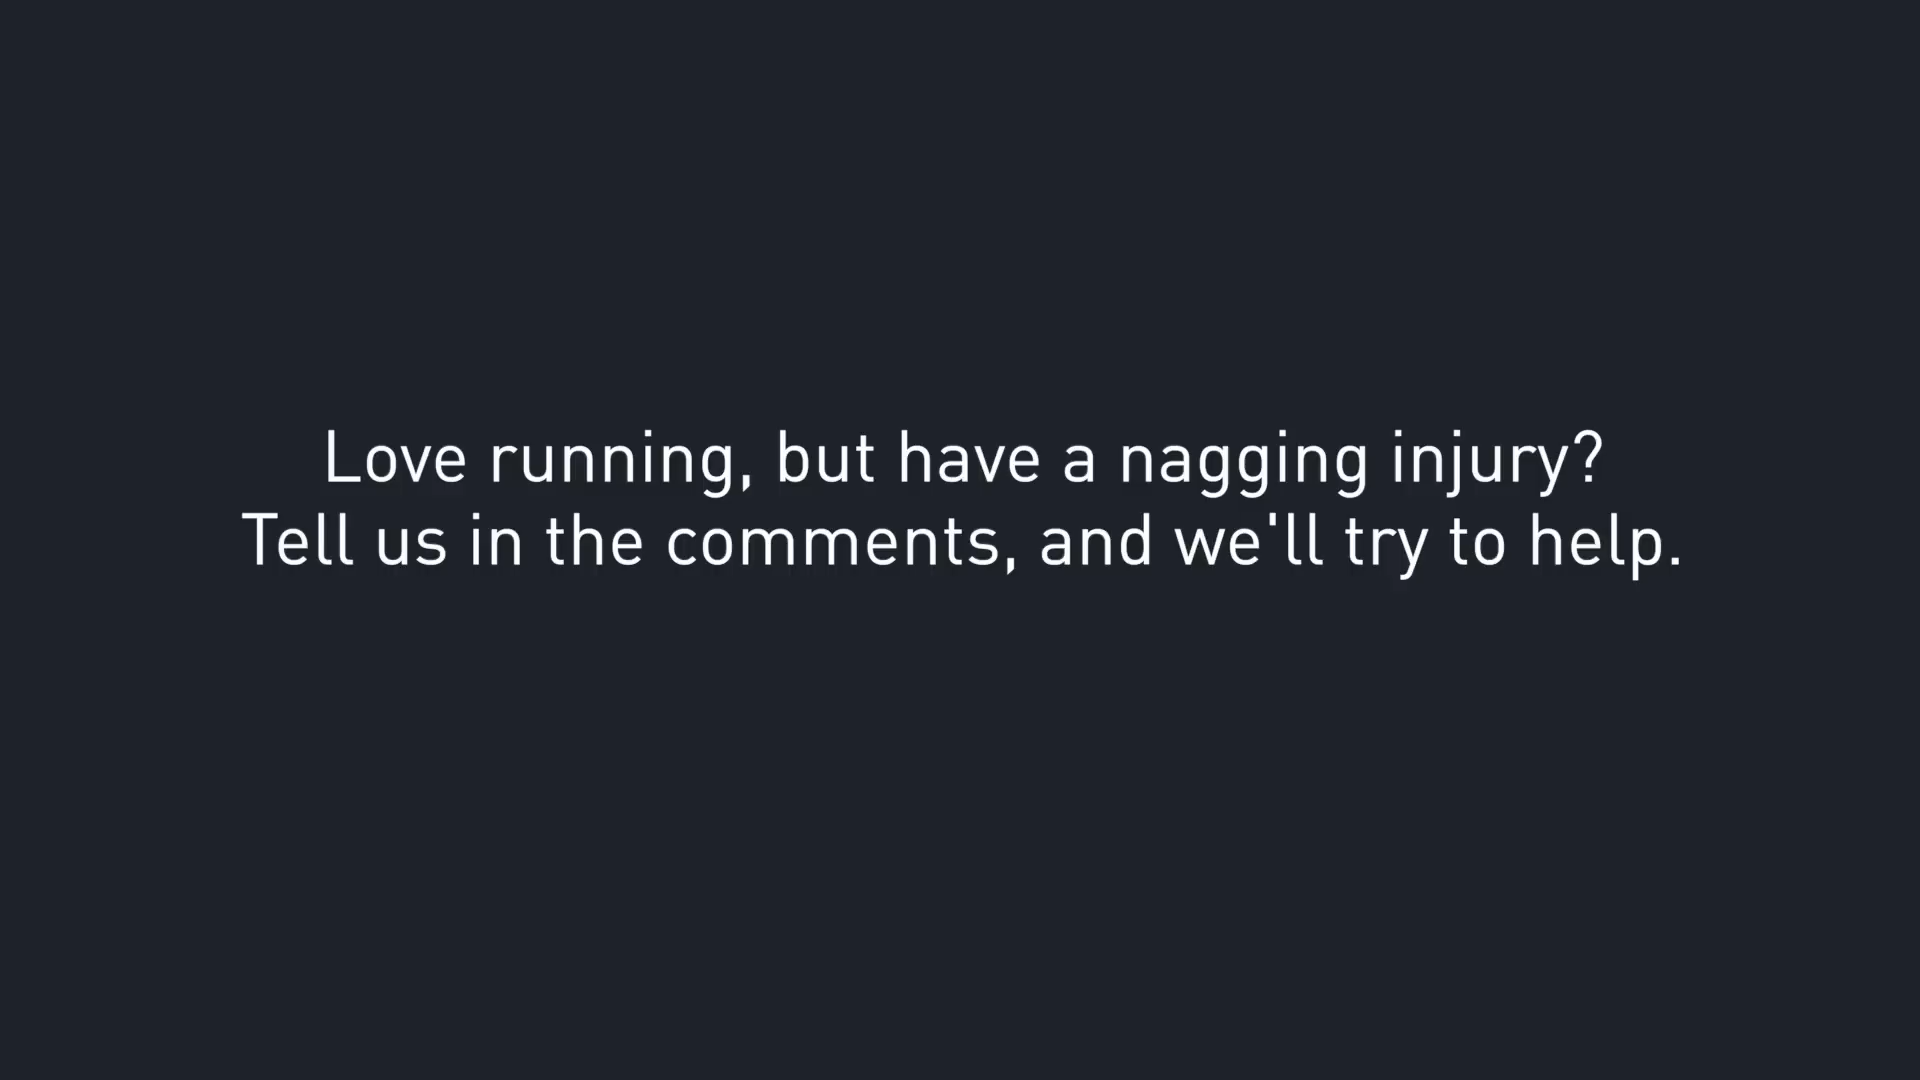 Love running, but have a nagging injury?
Tell us in the comments, and we'll try to help.